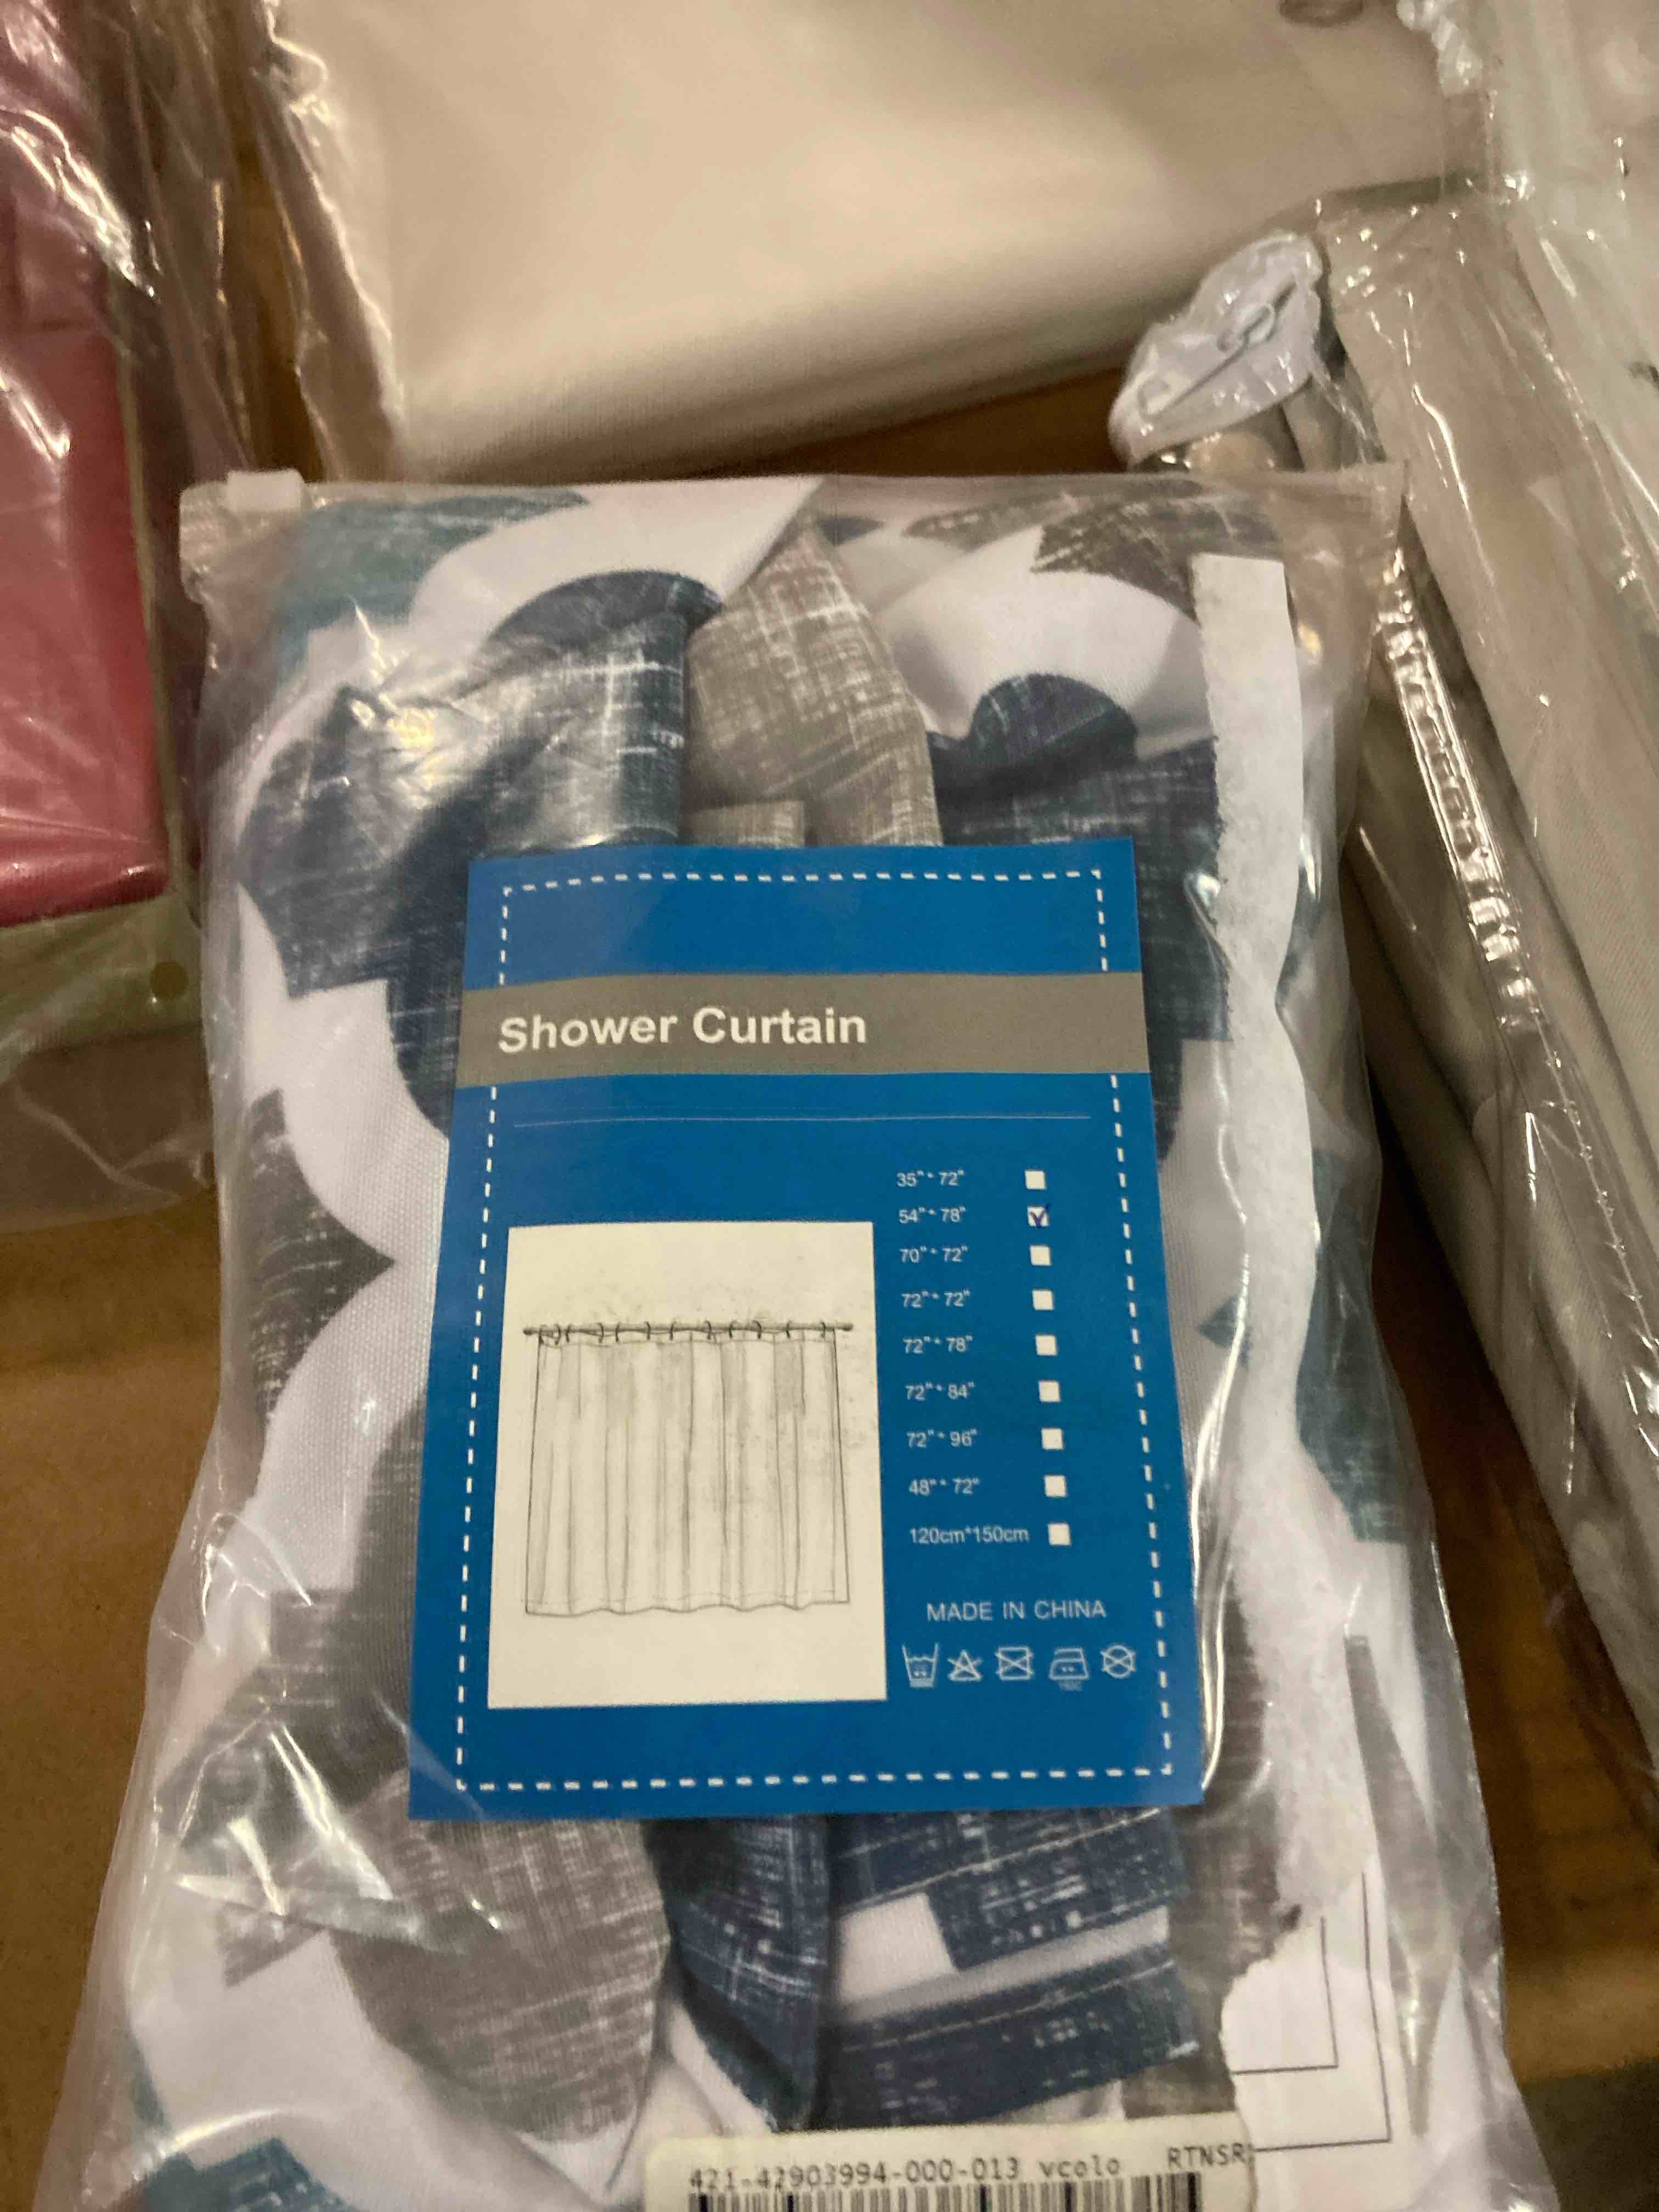 Shower Curtain
35"*72"
54"*78"
70"*72"
72"*72"
72"*78"
72"*84"
72"*96"
48"*72"
120cm*150cm
MADE IN CHINA
421-42903994-000-013 vcolo RTNSR